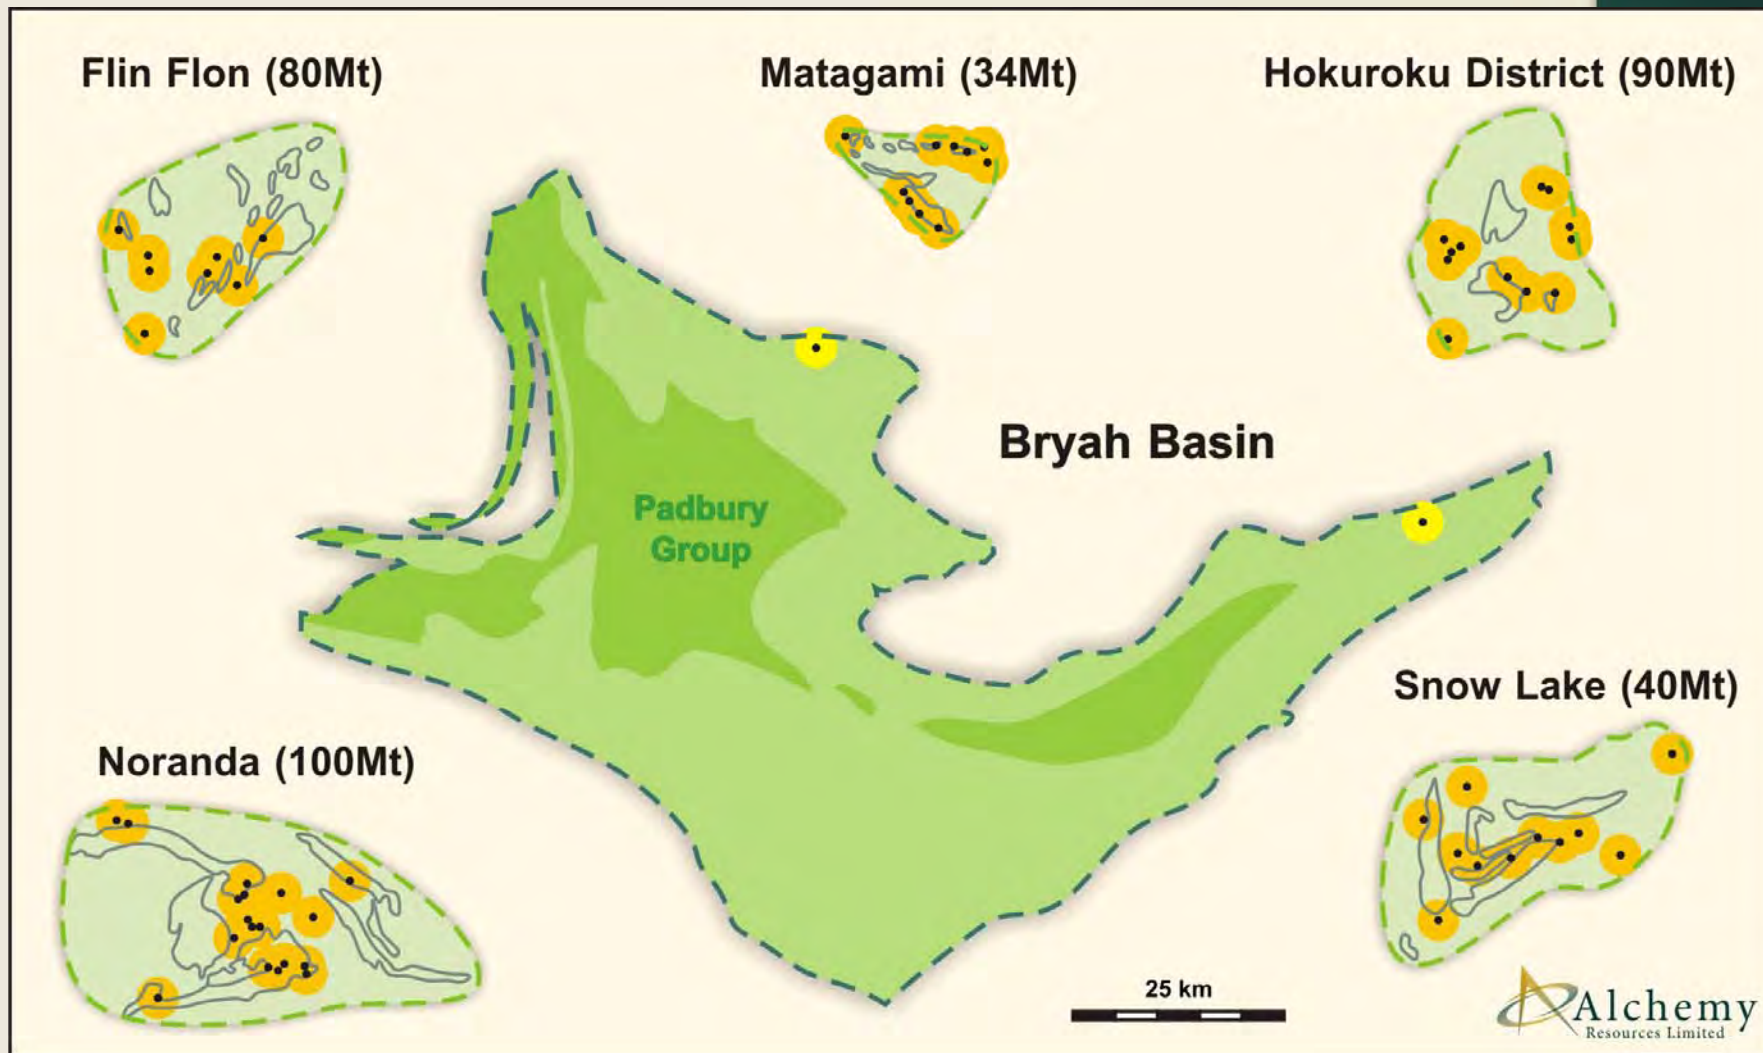 Flin Flon (80Mt)
Matagami (34Mt)
Hokuroku District (90Mt)
Bryah Basin
Padbury
Group
Snow Lake (40Mt)
Noranda (100Mt)
25 km
Alchemy
Resources Limited